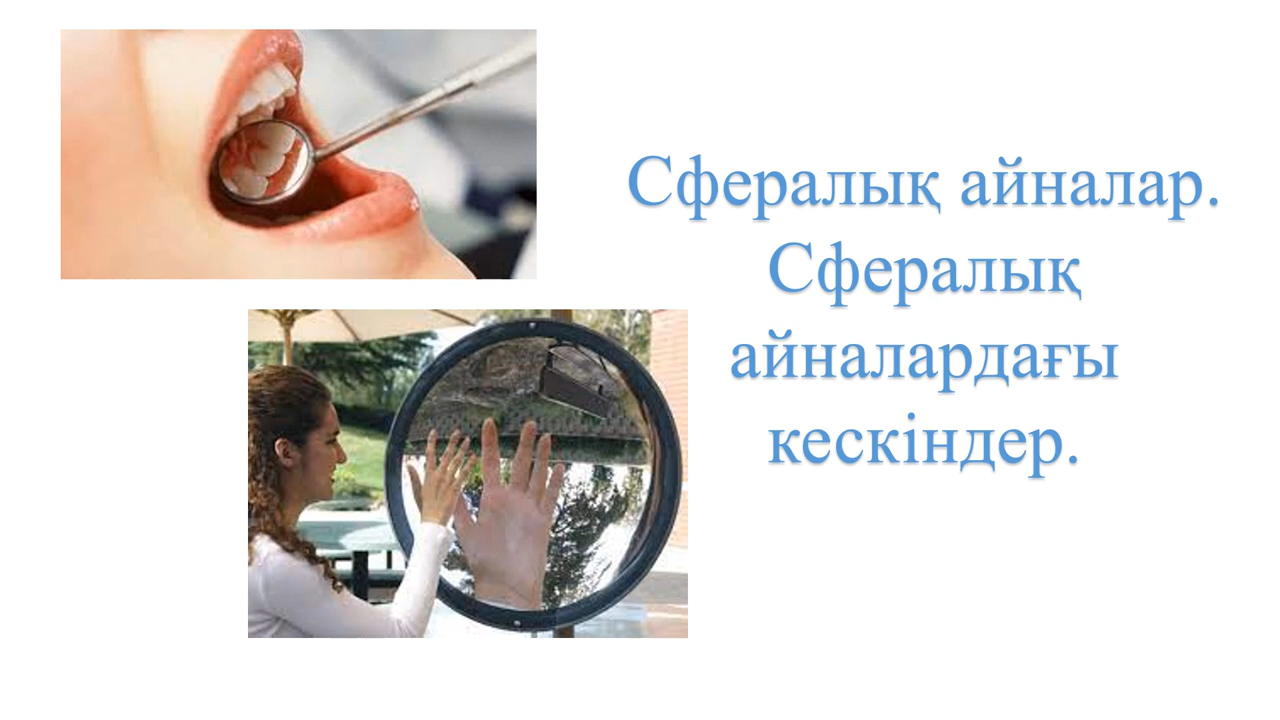 Сфералық айналар.
Сфералық
айналардағы
кескіндер.